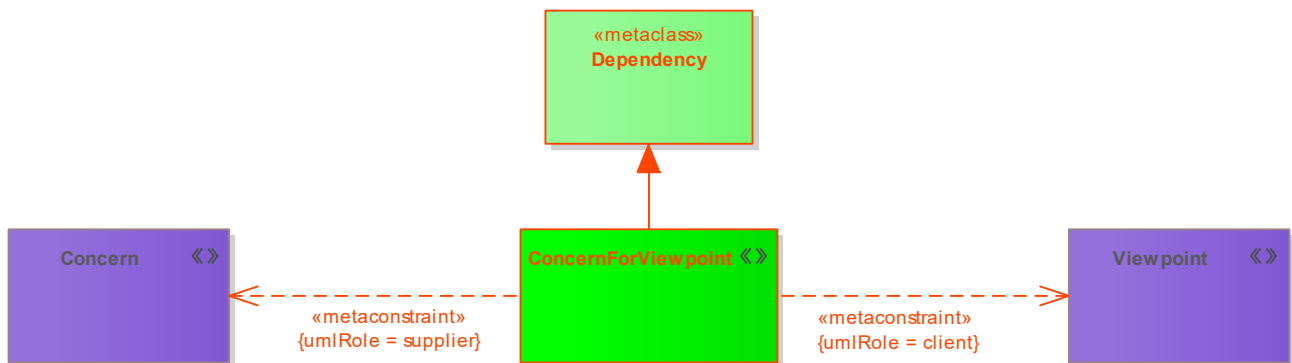 «metaclass»
Dependency
Concern «»
ConcernForViewpoint «»
Viewpoint «»
«metaconstraint»
{umlRole = supplier}
«metaconstraint»
{umlRole = client}